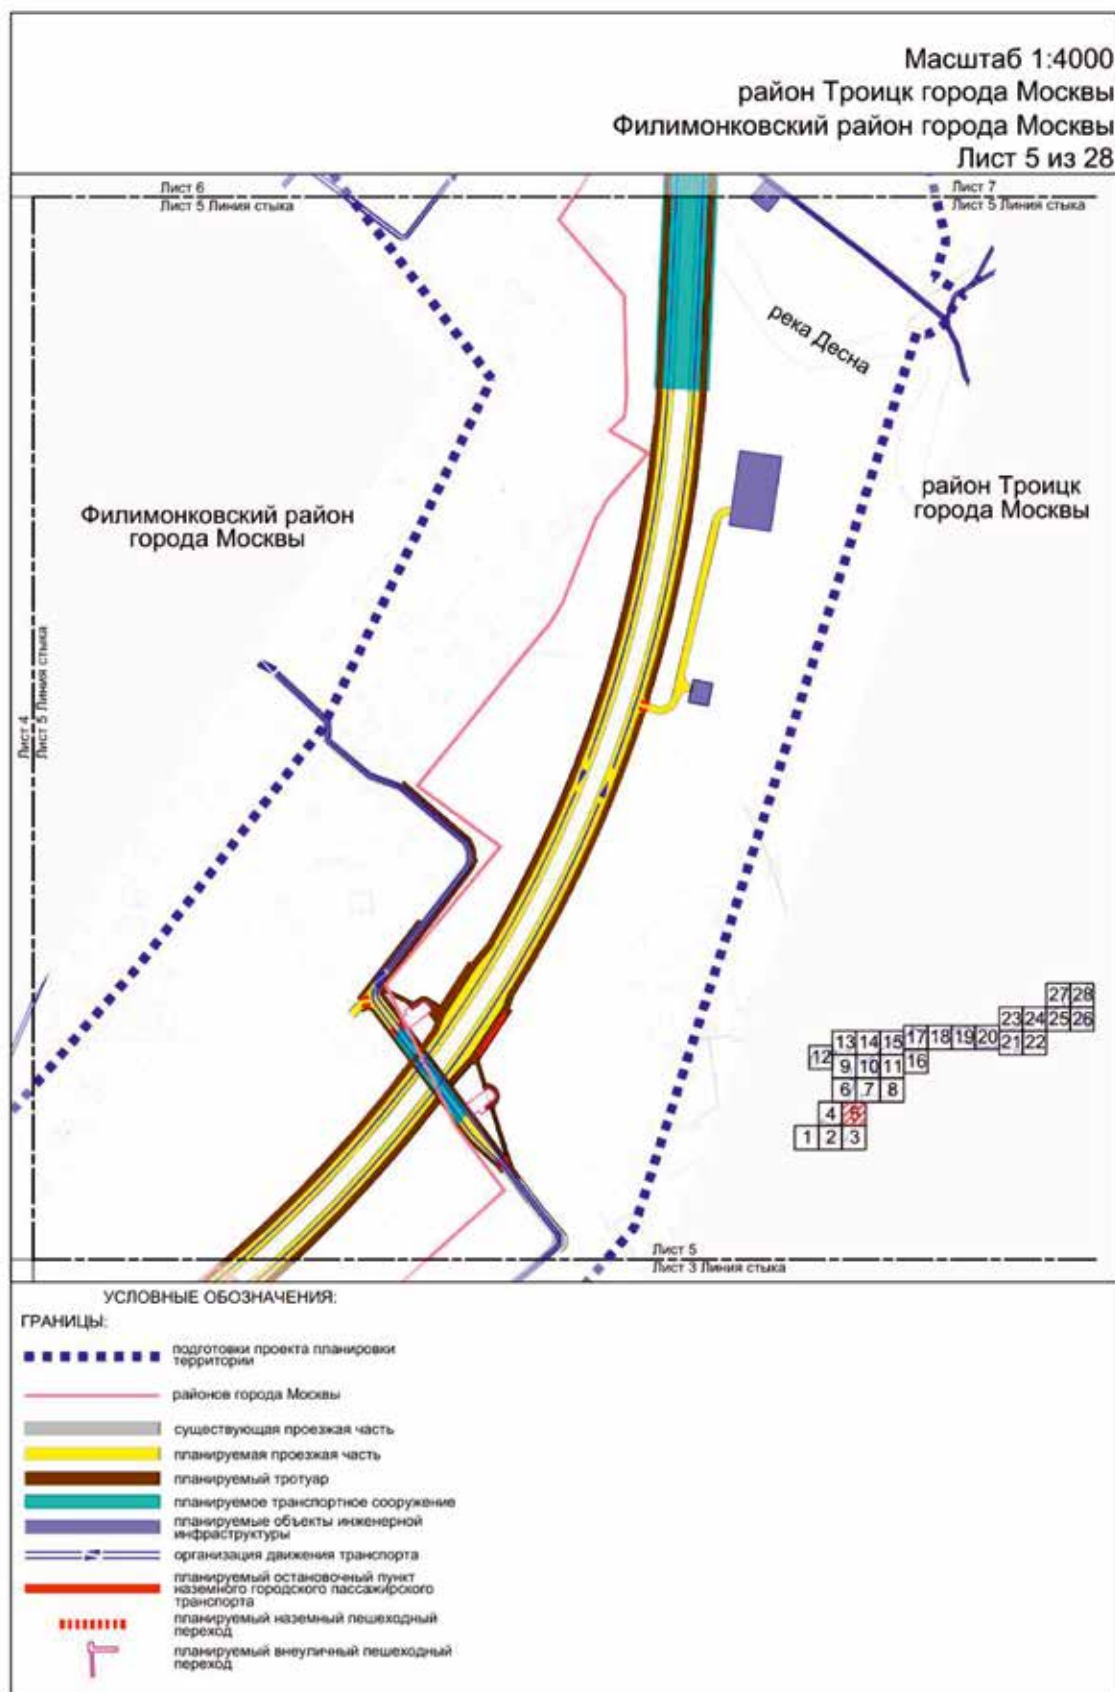 Масштаб 1:4000
район Троицк города Москвы
Филимонковский район города Москвы
Лист 5 из 28
Лист 6
Лист 5 Линия стыка
Лист 7
Лист 5 Линия стыка
река Десна
Филимонковский район
города Москвы
район Троицк
города Москвы
Лист 4
Лист 5 Линия стыка
27 28
23 24 25 26
13 14 15 17 18 19 20 21 22
12
9 10 11 16
6 7 8
4 5
1 2 3
Лист 5
Лист 3 Линия стыка
УСЛОВНЫЕ ОБОЗНАЧЕНИЯ:
ГРАНИЦЫ:
подготовки проекта планировки
территории
районов города Москвы
существующая проезжая часть
планируемая проезжая часть
планируемый тротуар
планируемое транспортное сооружение
планируемые объекты инженерной
инфраструктуры
организация движения транспорта
планируемый остановочный пункт
наземного городского пассажирского
транспорта
планируемый наземный пешеходный
переход
планируемый внеуличный пешеходный
переход